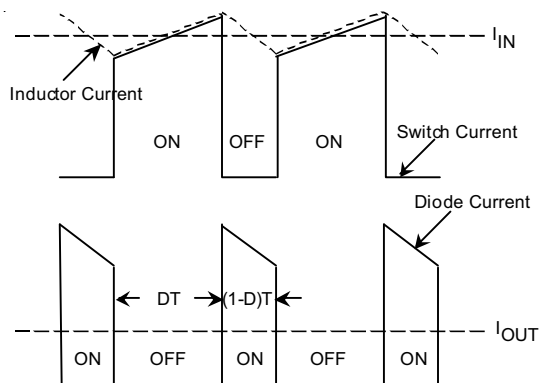 I_IN
Inductor Current
Switch Current
ON OFF ON
Diode Current
DT (1-D)T
I_OUT
ON OFF ON OFF ON